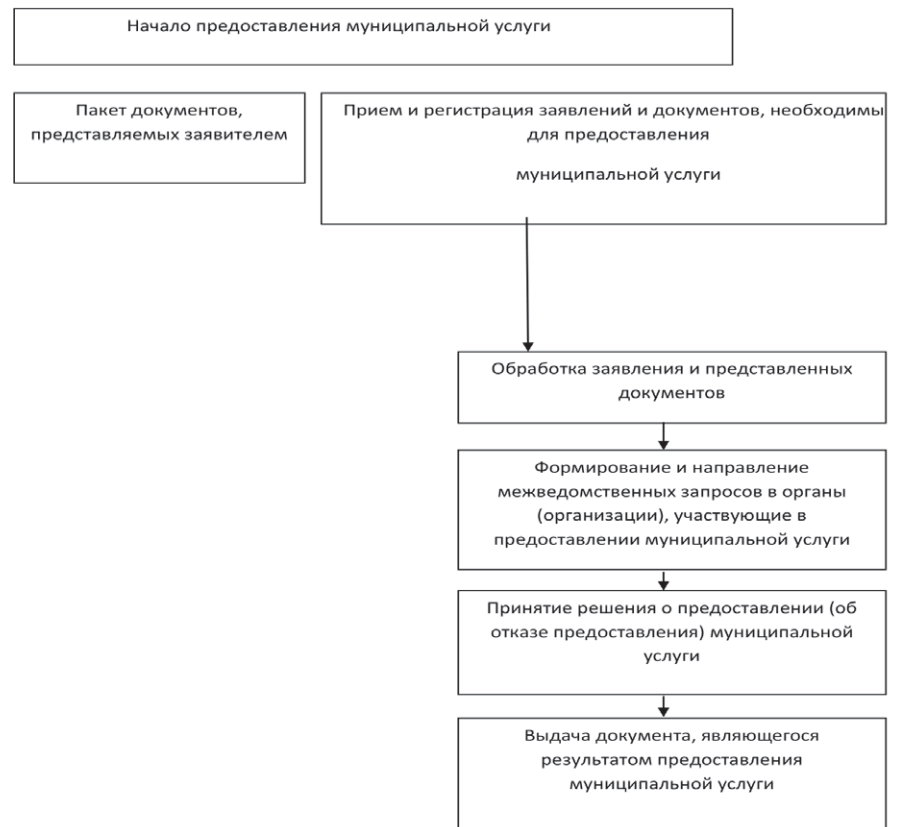 Начало предоставления муниципальной услуги
Пакет документов,
представляемых заявителем
Прием и регистрация заявлений и документов, необходимы
для предоставления
муниципальной услуги
Обработка заявления и представленных
документов
Формирование и направление
межведомственных запросов в органы
(организации), участвующие в
предоставлении муниципальной услуги
Принятие решения о предоставлении (об
отказе предоставления) муниципальной
услуги
Выдача документа, являющегося
результатом предоставления
муниципальной услуги